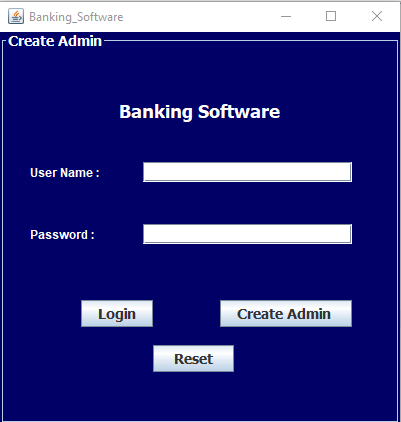 Banking_Software
Create Admin
Banking Software
User Name :
Password :
Login Create Admin
Reset